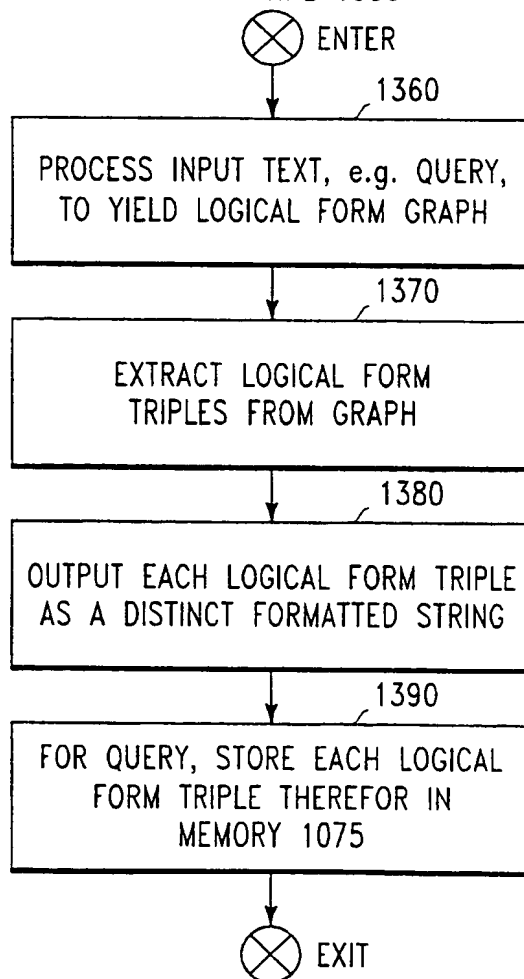 ENTER
1360
PROCESS INPUT TEXT, e.g. QUERY,
TO YIELD LOGICAL FORM GRAPH
1370
EXTRACT LOGICAL FORM
TRIPLES FROM GRAPH
1380
OUTPUT EACH LOGICAL FORM TRIPLE
AS A DISTINCT FORMATTED STRING
1390
FOR QUERY, STORE EACH LOGICAL
FORM TRIPLE THEREFOR IN
MEMORY 1075
EXIT